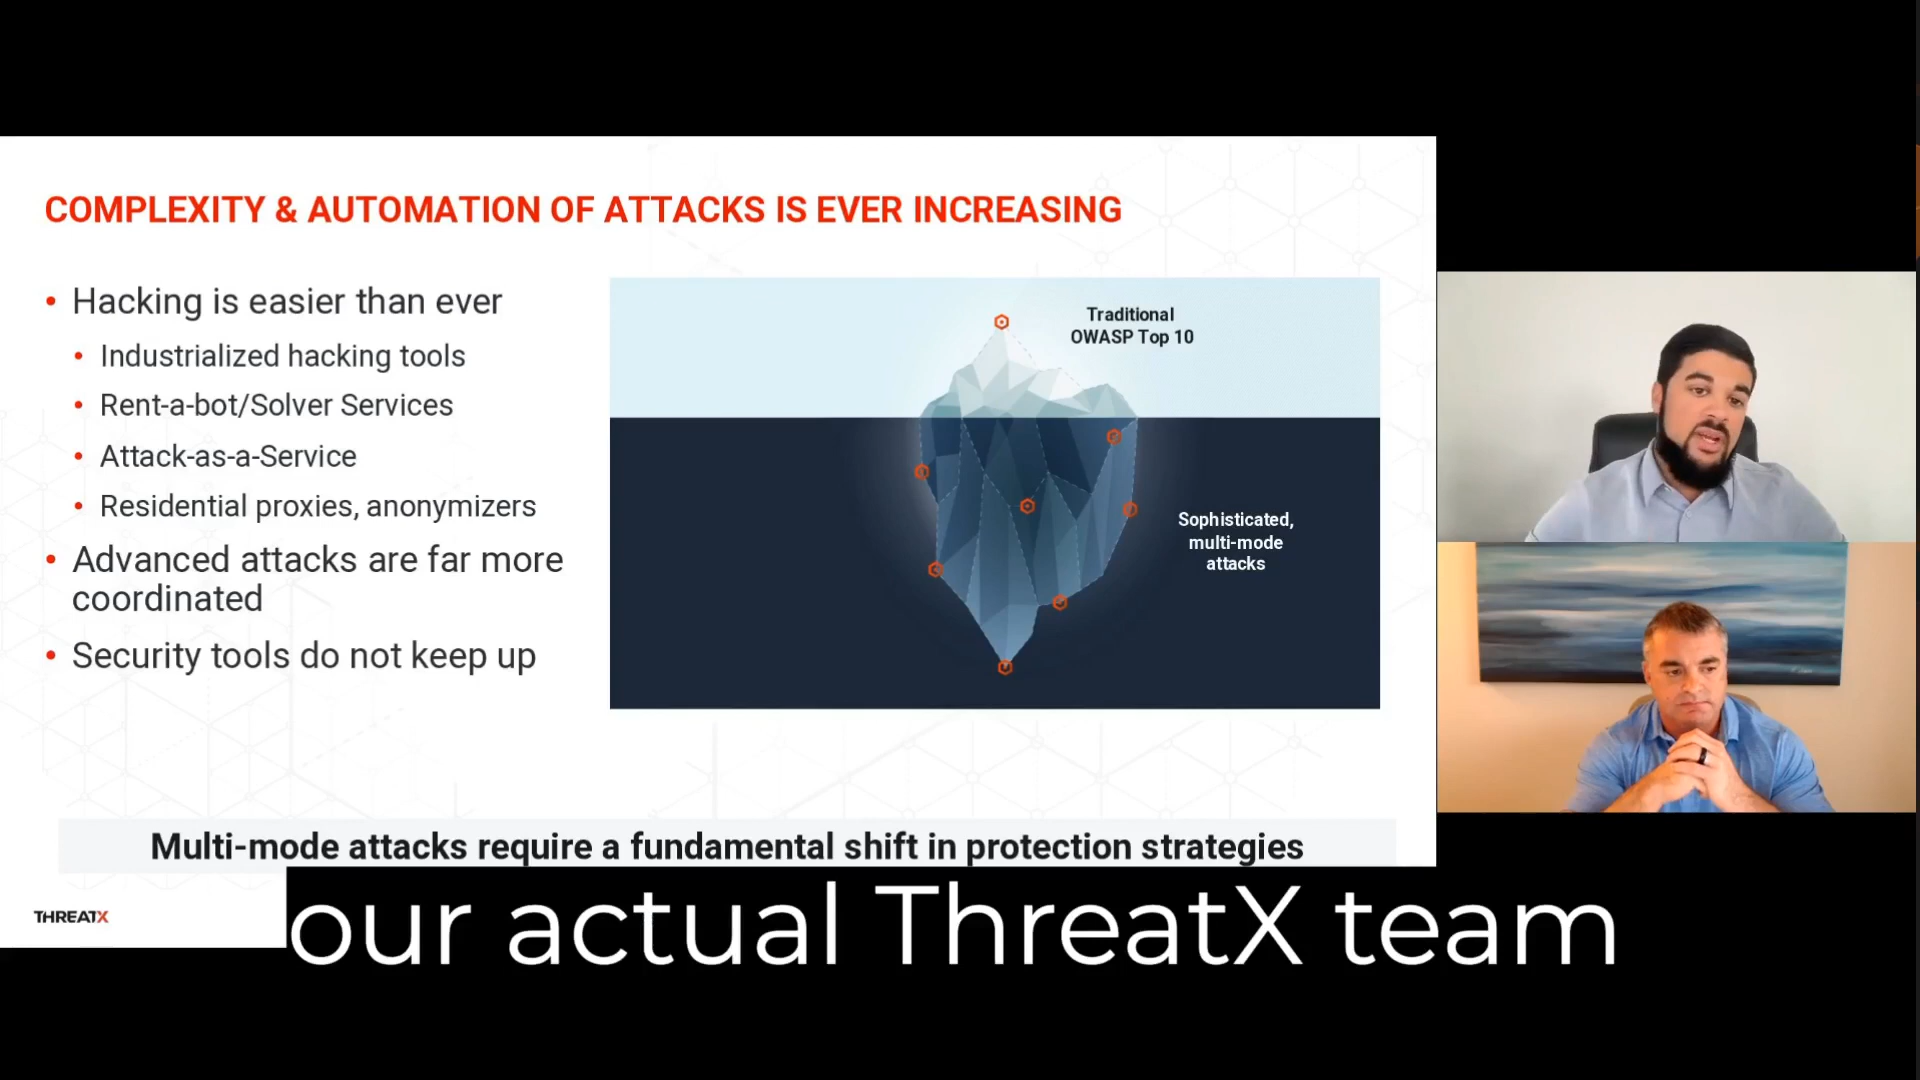 COMPLEXITY & AUTOMATION OF ATTACKS IS EVER INCREASING
• Hacking is easier than ever
• Industrialized hacking tools
• Rent-a-bot/Solver Services
• Attack-as-a-Service
• Residential proxies, anonymizers
• Advanced attacks are far more
coordinated
• Security tools do not keep up
Traditional
OWASP Top 10
Sophisticated,
multi-mode
attacks
Multi-mode attacks require a fundamental shift in protection strategies
THREATX
our actual ThreatX team